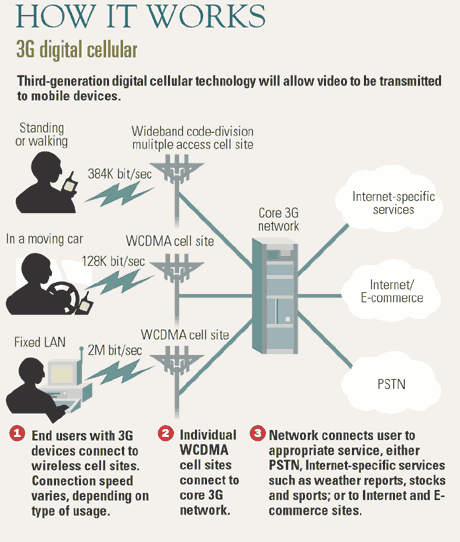 HOW IT WORKS
3G digital cellular
Third-generation digital cellular technology will allow video to be transmitted
to mobile devices.
Standing
or walking
384K bit/sec
Wideband code-division
mulitple access cell site
In a moving car
128K bit/sec
WCDMA cell site
Fixed LAN
2M bit/sec
WCDMA cell site
Core 3G
network
Internet-specific
services
Internet/
E-commerce
PSTN
1 End users with 3G
devices connect to
wireless cell sites.
Connection speed
varies, depending on
type of usage.
2 Individual
WCDMA
cell sites
connect to
core 3G
network.
3 Network connects user to
appropriate service, either
PSTN, Internet-specific services
such as weather reports, stocks
and sports; or to Internet and E-
commerce sites.